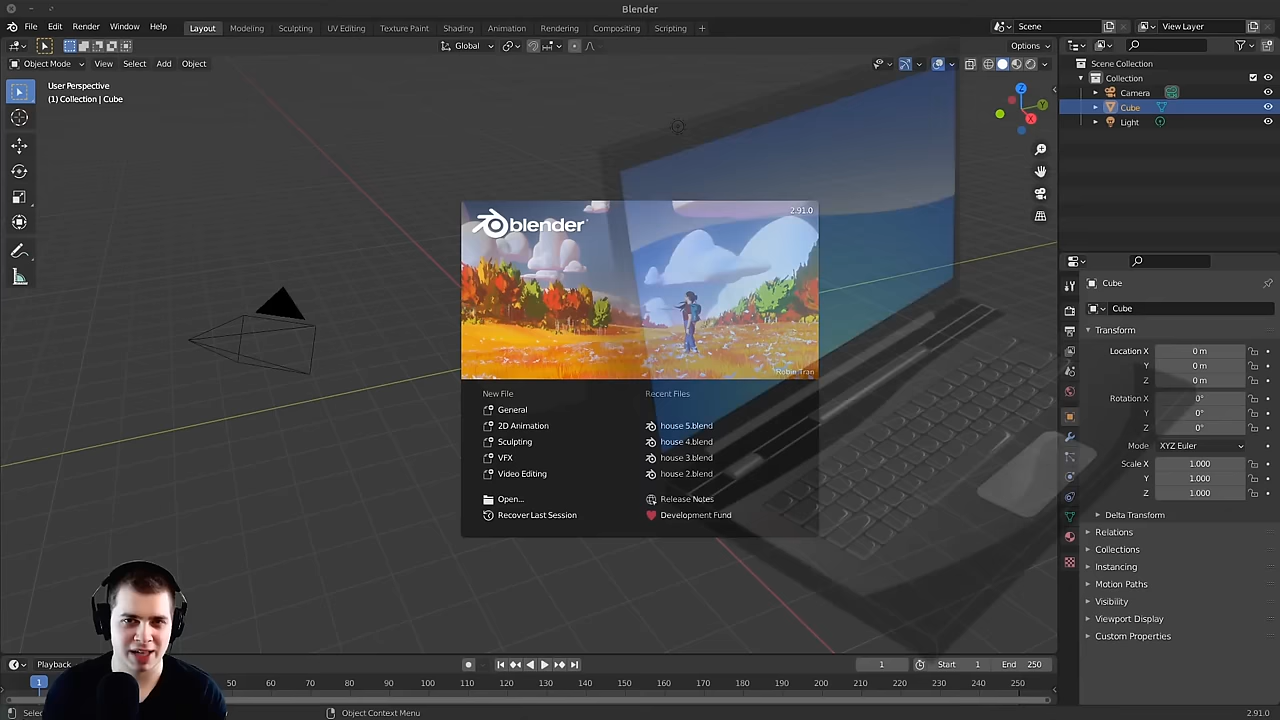 Blender
File Edit Render Window Help
Layout Modeling Sculpting UV Editing Texture Paint Shading Animation Rendering Compositing Scripting +
Scene
View Layer
Global
Options
Object Mode View Select Add Object
User Perspective
(1) Collection | Cube
Z
Y
X
Scene Collection
Collection
Camera
Cube
Light
blender
2.91.0
Robin Tran
New File
General
2D Animation
Sculpting
VFX
Video Editing
Open...
Recover Last Session
Recent Files
house 5.blend
house 4.blend
house 3.blend
house 2.blend
Release Notes
Development Fund
Cube
Cube
Transform
Location X 0 m
Y 0 m
Z 0 m
Rotation X 0°
Y 0°
Z 0°
Mode XYZ Euler
Scale X 1.000
Y 1.000
Z 1.000
Delta Transform
Relations
Collections
Instancing
Motion Paths
Visibility
Viewport Display
Custom Properties
Playback
1 Start 1 End 250
1 50 60 70 80 90 100 110 120 130 140 150 160 170 180 190 200 210 220 230 240 250
Object Context Menu
2.91.0